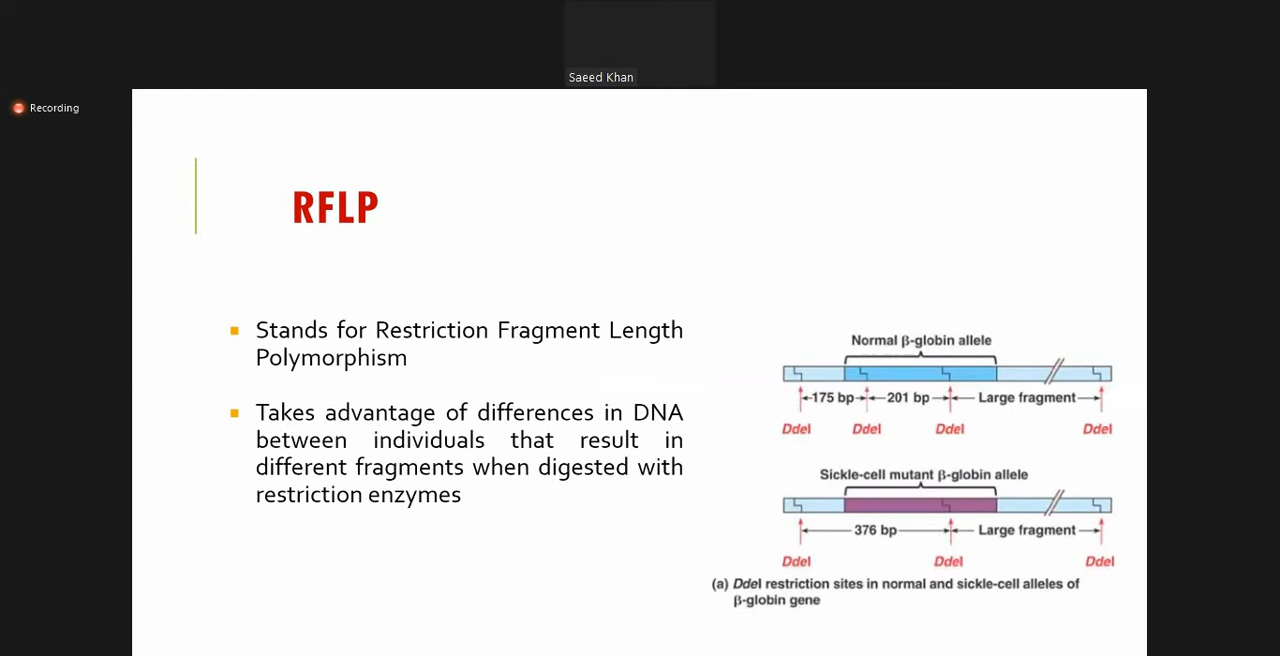 Saeed Khan
Recording
RFLP
Stands for Restriction Fragment Length
Polymorphism
Takes advantage of differences in DNA
between individuals that result in
different fragments when digested with
restriction enzymes
Normal β-globin allele
175 bp 201 bp Large fragment
DdeI DdeI DdeI DdeI
Sickle-cell mutant β-globin allele
376 bp Large fragment
DdeI DdeI DdeI
(a) DdeI restriction sites in normal and sickle-cell alleles of
β-globin gene